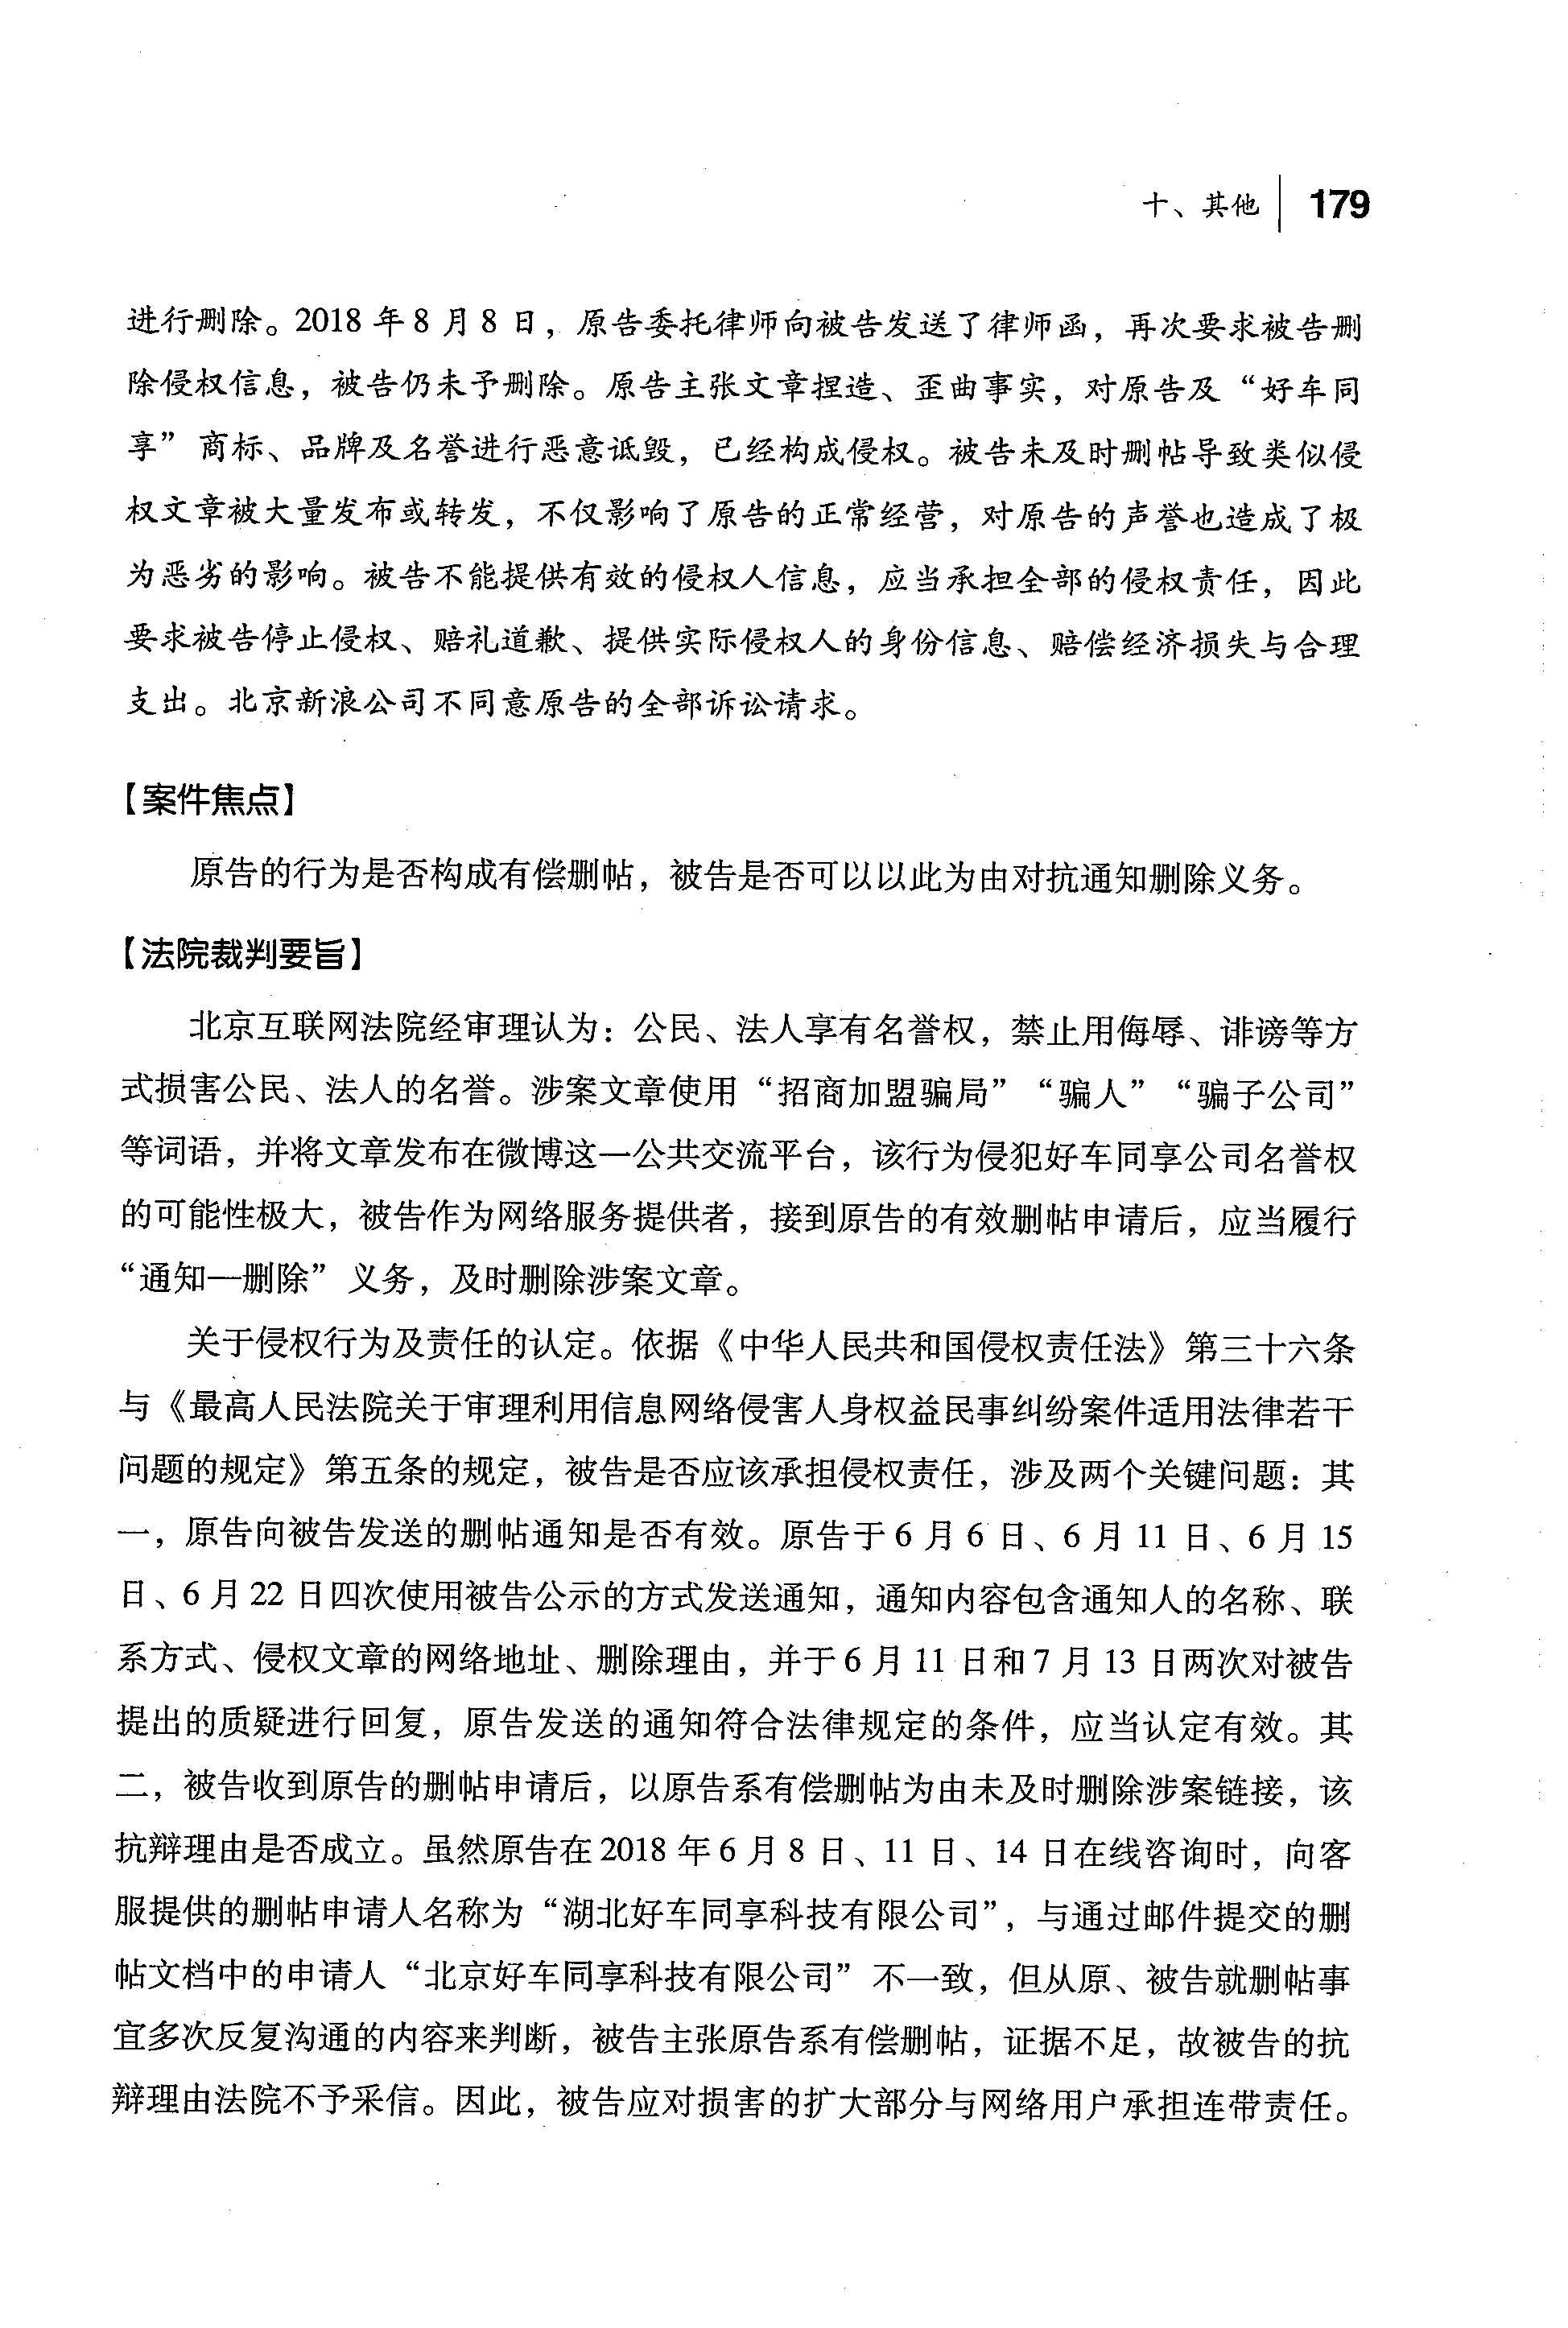 十、其他 179
进行删除。2018 年 8 月 8 日，原告委托律师向被告发送了律师函，再次要求被告删
除侵权信息，被告仍未予删除。原告主张文章捏造、歪曲事实，对原告及“好车同
享”商标、品牌及名誉进行恶意诋毁，已经构成侵权。被告未及时删帖导致类似侵
权文章被大量发布或转发，不仅影响了原告的正常经营，对原告的声誉也造成了极
为恶劣的影响。被告不能提供有效的侵权人信息，应当承担全部的侵权责任，因此
要求被告停止侵权、赔礼道歉、提供实际侵权人的身份信息、赔偿经济损失与合理
支出。北京新浪公司不同意原告的全部诉讼请求。
【案件焦点】
原告的行为是否构成有偿删帖，被告是否可以以此为由对抗通知删除义务。
【法院裁判要旨】
北京互联网法院经审理认为：公民、法人享有名誉权，禁止用侮辱、诽谤等方
式损害公民、法人的名誉。涉案文章使用“招商加盟骗局”“骗人”“骗子公司”
等词语，并将文章发布在微博这一公共交流平台，该行为侵犯好车同享公司名誉权
的可能性极大，被告作为网络服务提供者，接到原告的有效删帖申请后，应当履行
“通知—删除”义务，及时删除涉案文章。
关于侵权行为及责任的认定。依据《中华人民共和国侵权责任法》第三十六条
与《最高人民法院关于审理利用信息网络侵害人身权益民事纠纷案件适用法律若干
问题的规定》第五条的规定，被告是否应该承担侵权责任，涉及两个关键问题：其
一，原告向被告发送的删帖通知是否有效。原告于 6 月 6 日、6 月 11 日、6 月 15
日、6 月 22 日四次使用被告公示的方式发送通知，通知内容包含通知人的名称、联
系方式、侵权文章的网络地址、删除理由，并于 6 月 11 日和 7 月 13 日两次对被告
提出的质疑进行回复，原告发送的通知符合法律规定的条件，应当认定有效。其
二，被告收到原告的删帖申请后，以原告系有偿删帖为由未及时删除涉案链接，该
抗辩理由是否成立。虽然原告在 2018 年 6 月 8 日、11 日、14 日在线咨询时，向客
服提供的删帖申请人名称为“湖北好车同享科技有限公司”，与通过邮件提交的删
帖文档中的申请人“北京好车同享科技有限公司”不一致，但从原、被告就删帖事
宜多次反复沟通的内容来判断，被告主张原告系有偿删帖，证据不足，故被告的抗
辩理由法院不予采信。因此，被告应对损害的扩大部分与网络用户承担连带责任。